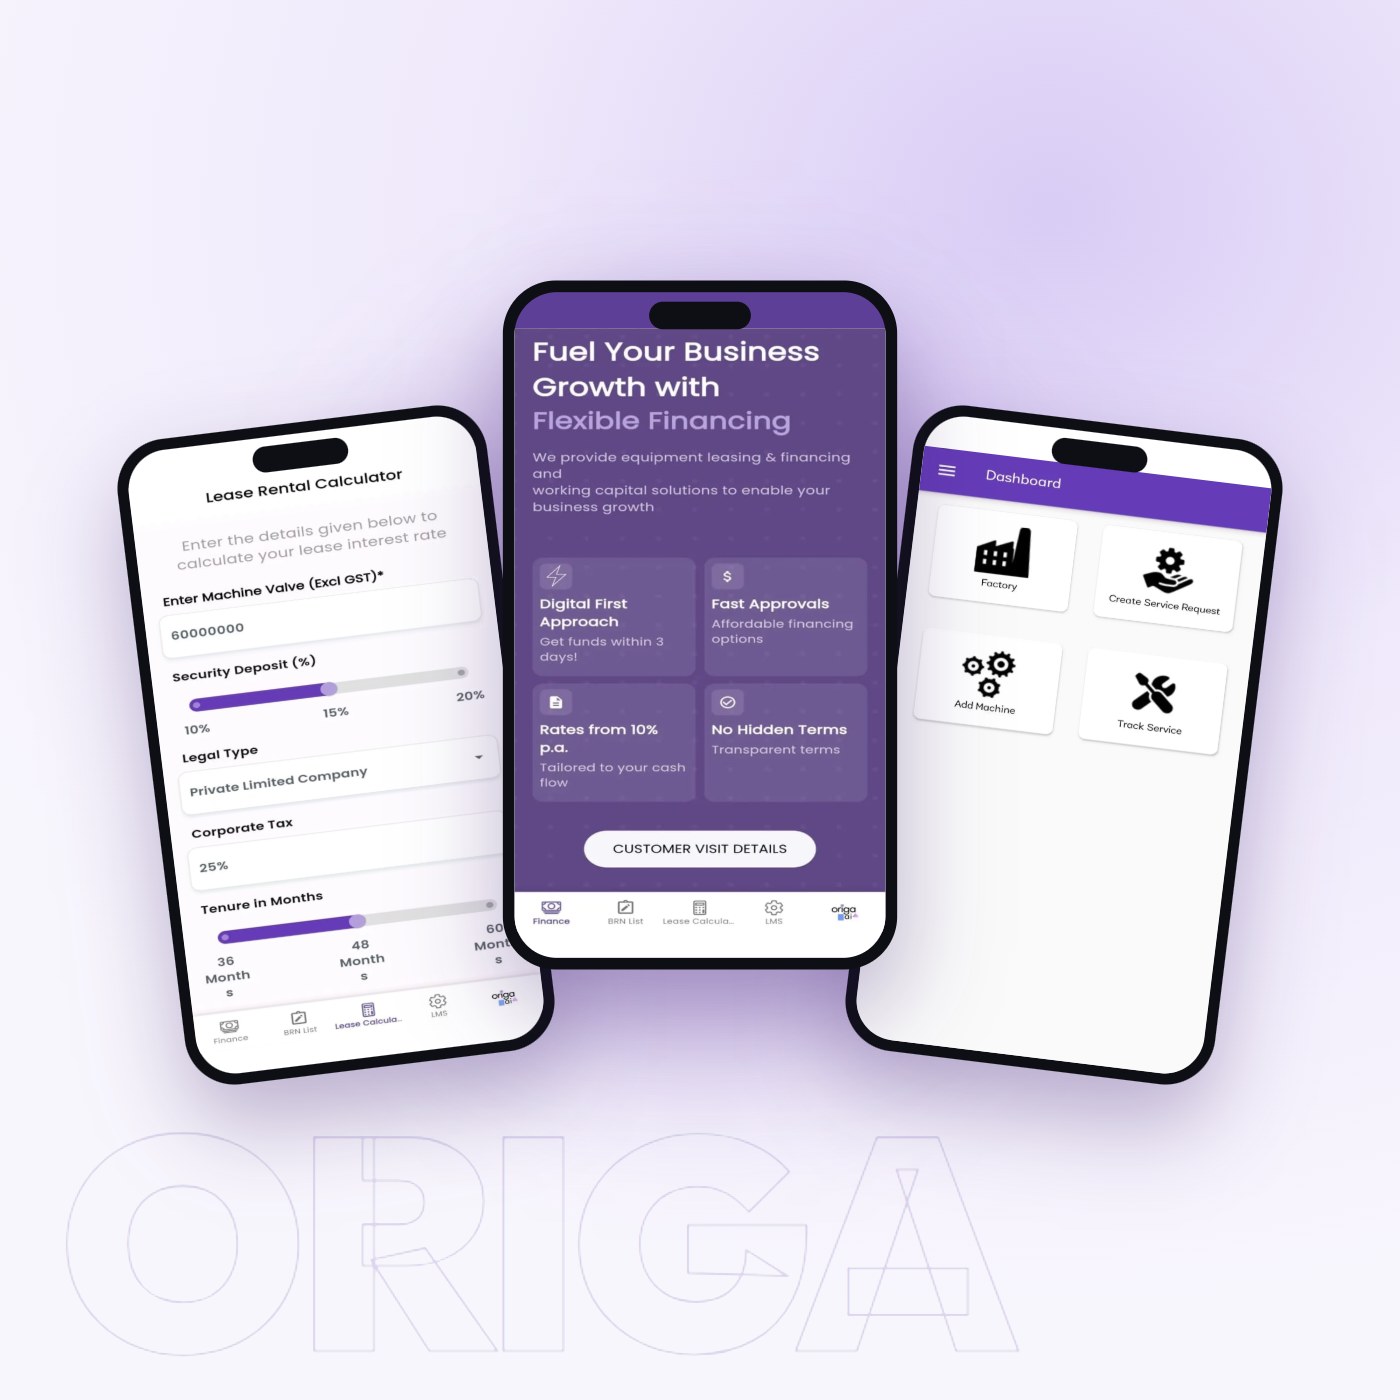 Lease Rental Calculator
Enter the details given below to
calculate your lease interest rate
Enter Machine Valve (Excl GST)*
60000000
Security Deposit (%)
10%
15%
20%
Legal Type
Private Limited Company
Corporate Tax
25%
Tenure in Months
36
Month
s
48
Month
s
60
Mont
s
Finance
BRN List
Lease Calcula...
LMS
origa
ai
Fuel Your Business
Growth with
Flexible Financing
We provide equipment leasing & financing
and
working capital solutions to enable your
business growth
Digital First
Approach
Get funds within 3
days!
Fast Approvals
Affordable financing
options
Rates from 10%
p.a.
Tailored to your cash
flow
No Hidden Terms
Transparent terms
CUSTOMER VISIT DETAILS
Finance
BRN List
Lease Calcula...
LMS
origa
ai
Dashboard
Factory
Create Service Request
Add Machine
Track Service
ORIGA